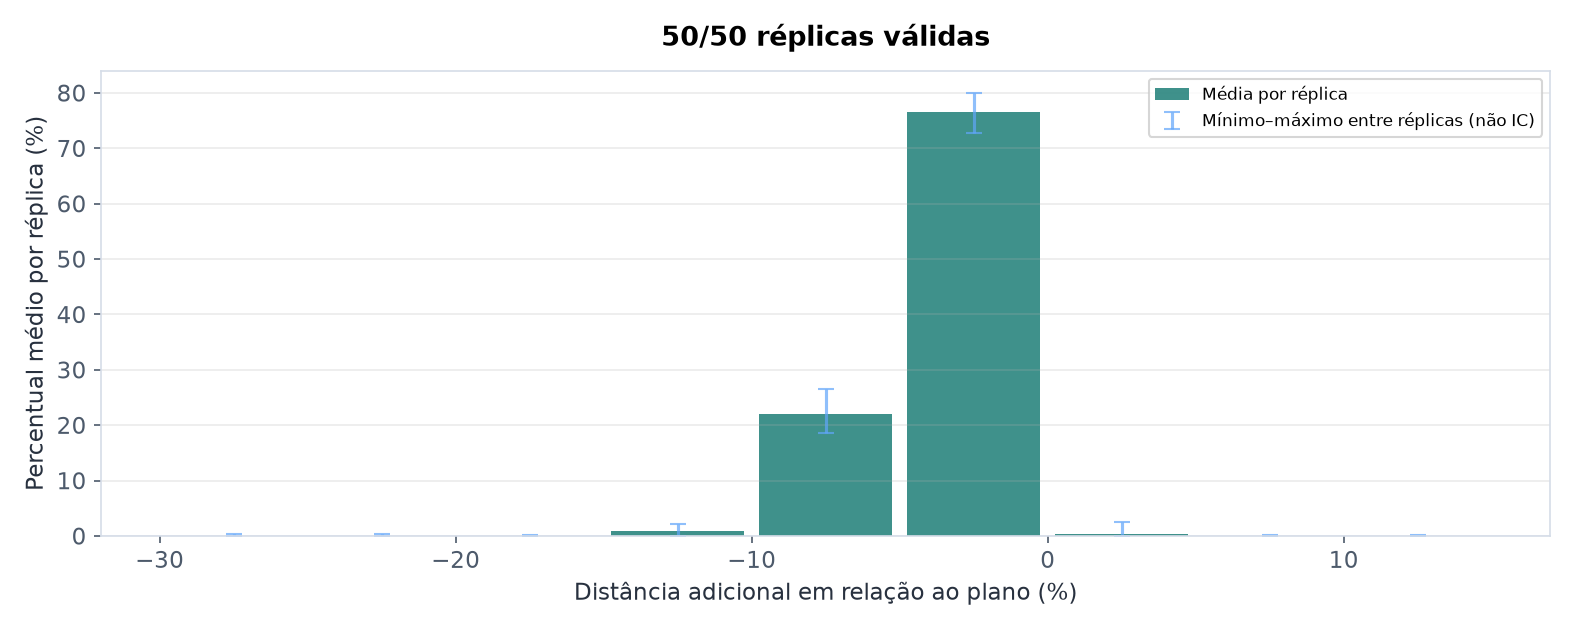 50/50 réplicas válidas
Percentual médio por réplica (%)
80
70
60
50
40
30
20
10
0
Média por réplica
Mínimo–máximo entre réplicas (não IC)
−30 −20 −10 0 10
Distância adicional em relação ao plano (%)